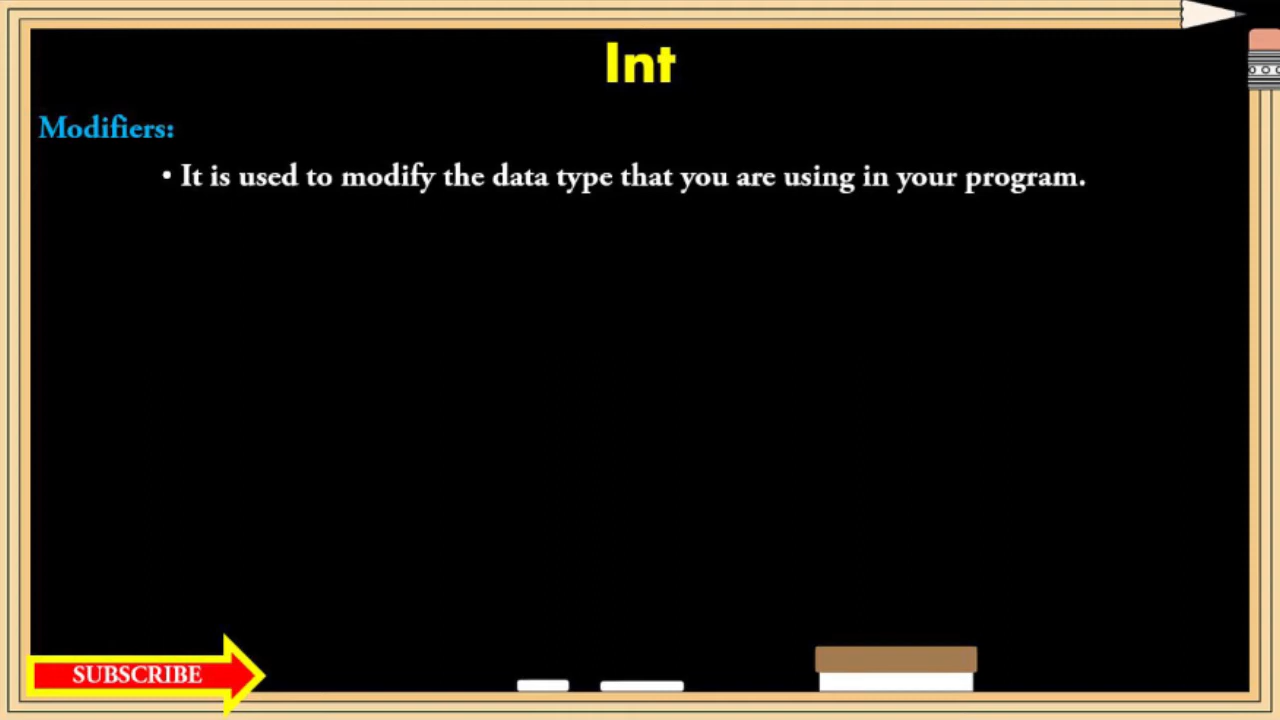 Int
Modifiers:
• It is used to modify the data type that you are using in your program.
SUBSCRIBE